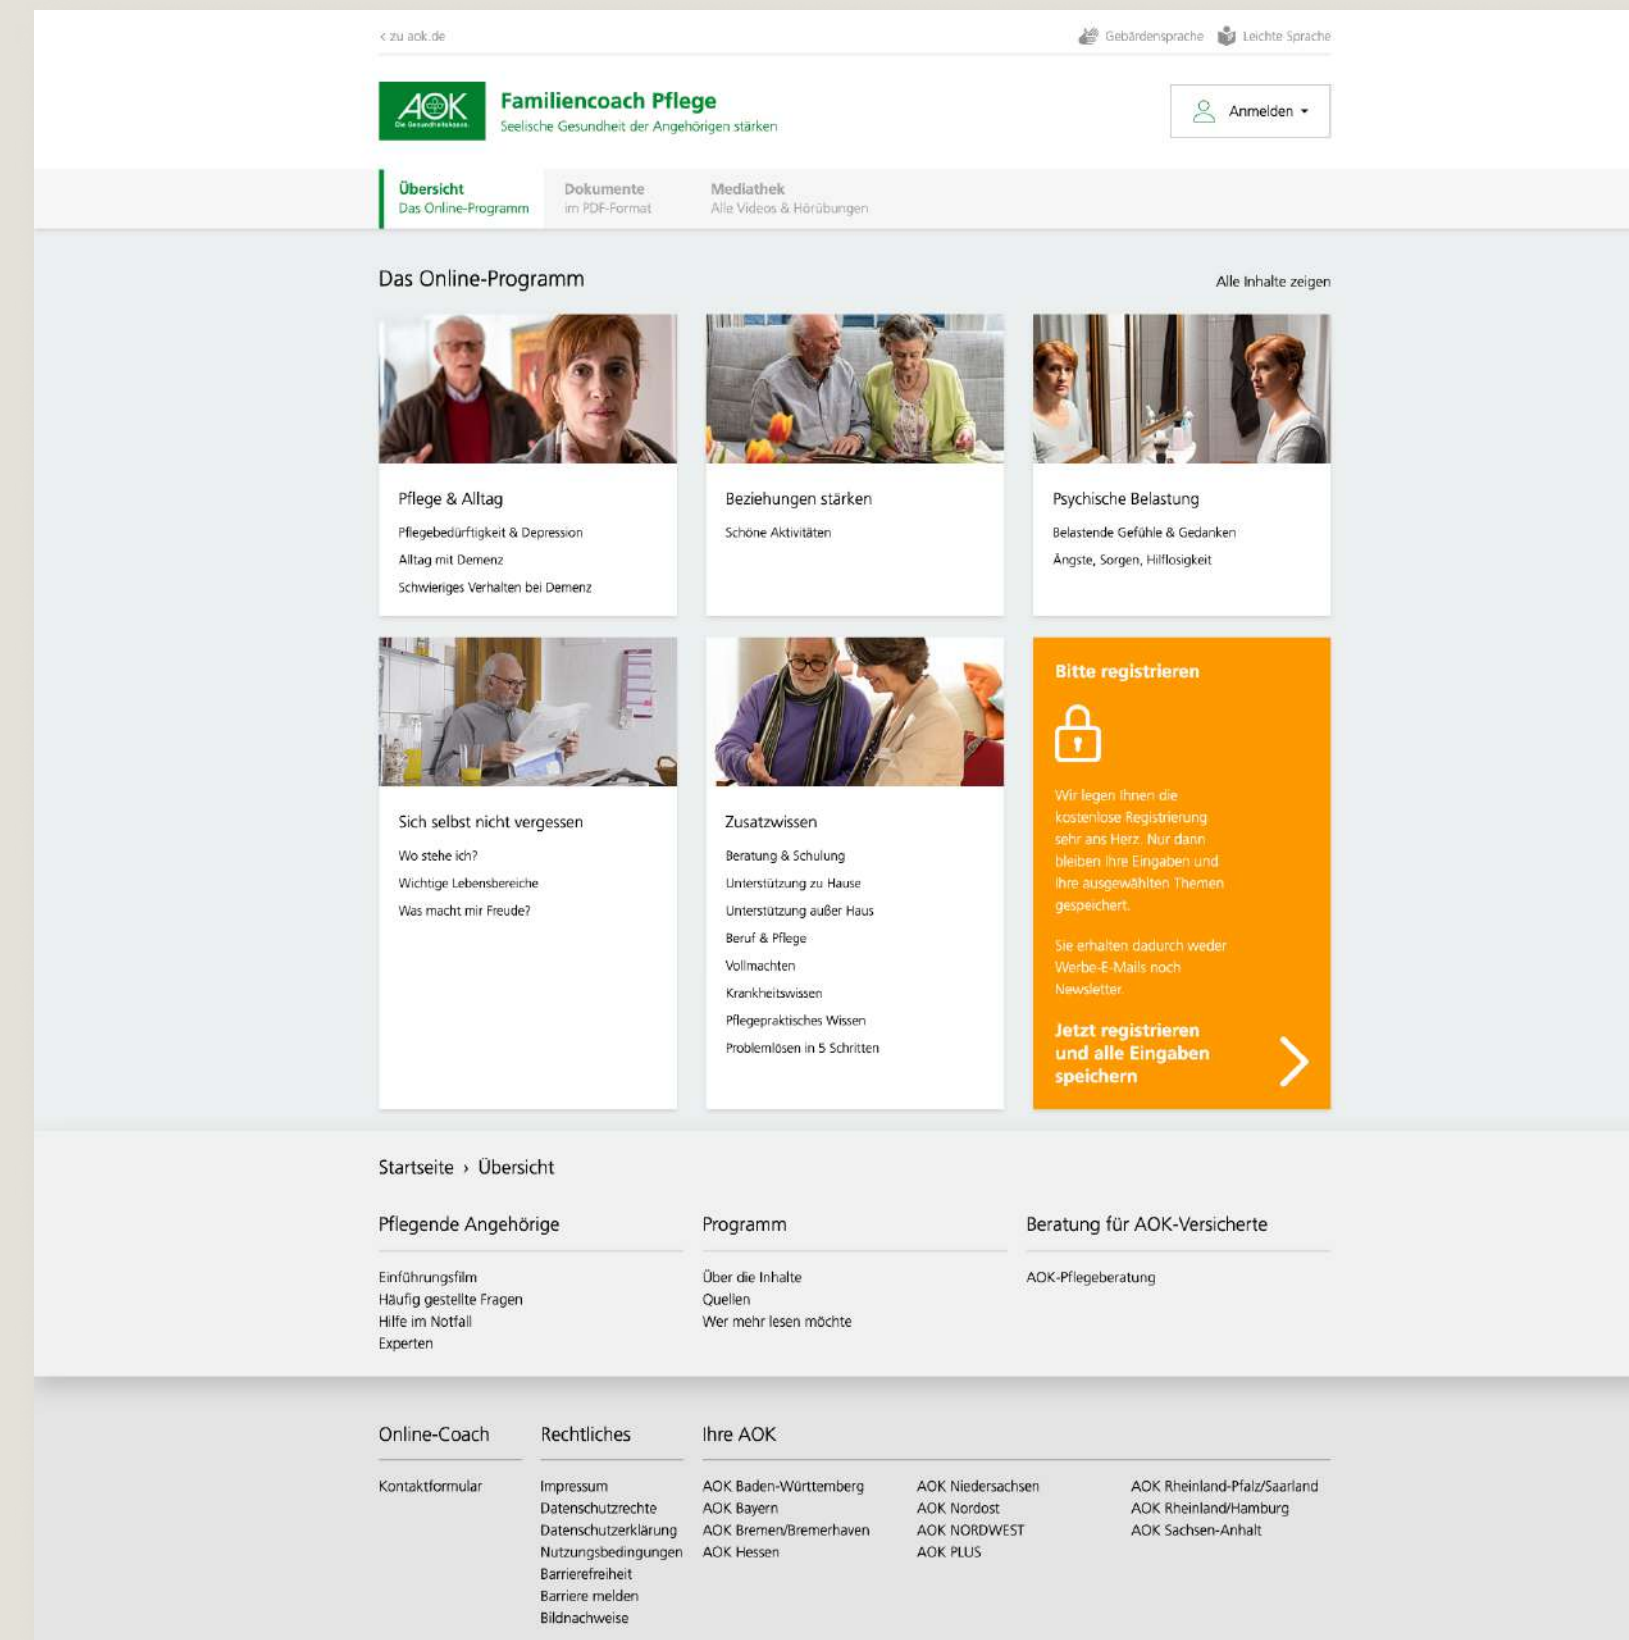 < zu aok.de
Gebärdensprache
Leichte Sprache
AOK
Die Gesundheitskasse.
Familiencoach Pflege
Seelische Gesundheit der Angehörigen stärken
Anmelden
Übersicht
Das Online-Programm
Dokumente
im PDF-Format
Mediathek
Alle Videos & Hörübungen
Das Online-Programm
Alle Inhalte zeigen
Pflege & Alltag
Pflegebedürftigkeit & Depression
Alltag mit Demenz
Schwieriges Verhalten bei Demenz
Beziehungen stärken
Schöne Aktivitäten
Psychische Belastung
Belastende Gefühle & Gedanken
Ängste, Sorgen, Hilflosigkeit
Sich selbst nicht vergessen
Wo stehe ich?
Wichtige Lebensbereiche
Was macht mir Freude?
Zusatzwissen
Beratung & Schulung
Unterstützung zu Hause
Unterstützung außer Haus
Beruf & Pflege
Vollmachten
Krankheitswissen
Pflegepraktisches Wissen
Problemlösen in 5 Schritten
Bitte registrieren
Wir legen Ihnen die
kostenlose Registrierung
sehr ans Herz. Nur dann
bleiben Ihre Eingaben und
Ihre ausgewählten Themen
gespeichert.
Sie erhalten dadurch weder
Werbe-E-Mails noch
Newsletter.
Jetzt registrieren
und alle Eingaben
speichern
Startseite › Übersicht
Pflegende Angehörige
Einführungsfilm
Häufig gestellte Fragen
Hilfe im Notfall
Experten
Programm
Über die Inhalte
Quellen
Wer mehr lesen möchte
Beratung für AOK-Versicherte
AOK-Pflegeberatung
Online-Coach
Kontaktformular
Rechtliches
Impressum
Datenschutzrechte
Datenschutzerklärung
Nutzungsbedingungen
Barrierefreiheit
Barriere melden
Bildnachweise
Ihre AOK
AOK Baden-Württemberg
AOK Bayern
AOK Bremen/Bremerhaven
AOK Hessen
AOK Niedersachsen
AOK Nordost
AOK NORDWEST
AOK PLUS
AOK Rheinland-Pfalz/Saarland
AOK Rheinland/Hamburg
AOK Sachsen-Anhalt